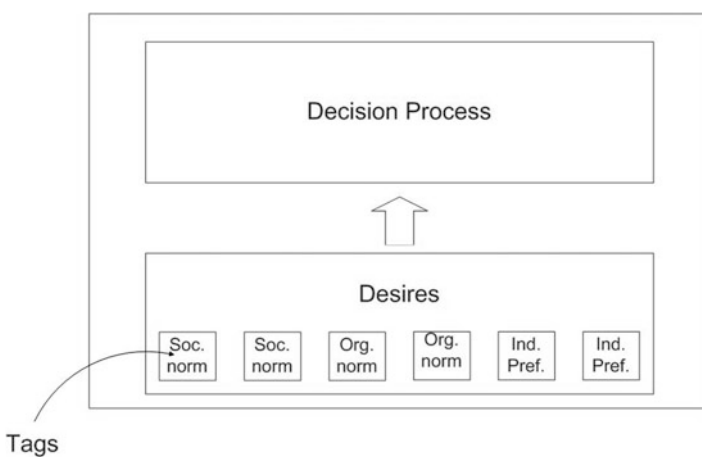 Decision Process
Desires
Soc.
norm
Soc.
norm
Org.
norm
Org.
norm
Ind.
Pref.
Ind.
Pref.
Tags